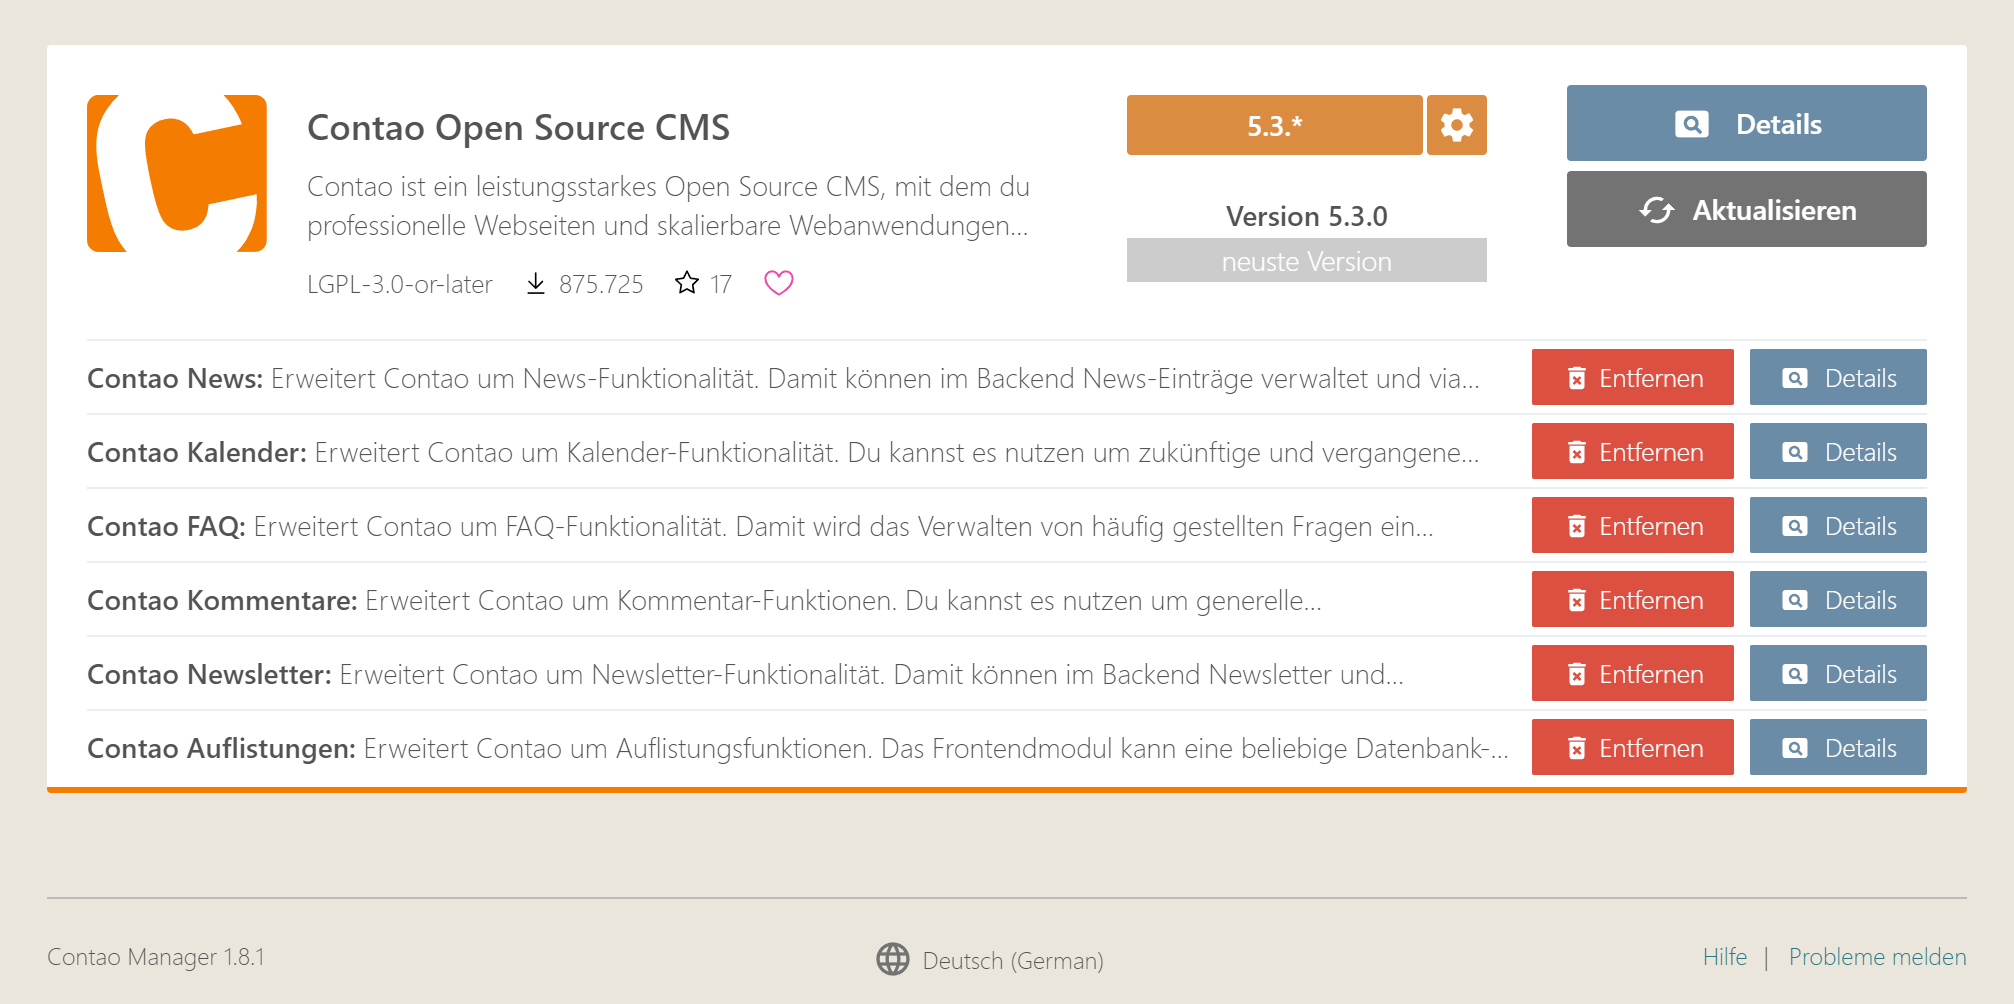 Contao Open Source CMS
Contao ist ein leistungsstarkes Open Source CMS, mit dem du
professionelle Webseiten und skalierbare Webanwendungen...
LGPL-3.0-or-later 875.725 17
5.3.*
Version 5.3.0
neuste Version
Details
Aktualisieren
Contao News: Erweitert Contao um News-Funktionalität. Damit können im Backend News-Einträge verwaltet und via... Entfernen Details
Contao Kalender: Erweitert Contao um Kalender-Funktionalität. Du kannst es nutzen um zukünftige und vergangene... Entfernen Details
Contao FAQ: Erweitert Contao um FAQ-Funktionalität. Damit wird das Verwalten von häufig gestellten Fragen ein... Entfernen Details
Contao Kommentare: Erweitert Contao um Kommentar-Funktionen. Du kannst es nutzen um generelle... Entfernen Details
Contao Newsletter: Erweitert Contao um Newsletter-Funktionalität. Damit können im Backend Newsletter und... Entfernen Details
Contao Auflistungen: Erweitert Contao um Auflistungsfunktionen. Das Frontendmodul kann eine beliebige Datenbank-... Entfernen Details
Contao Manager 1.8.1 Deutsch (German) Hilfe | Probleme melden